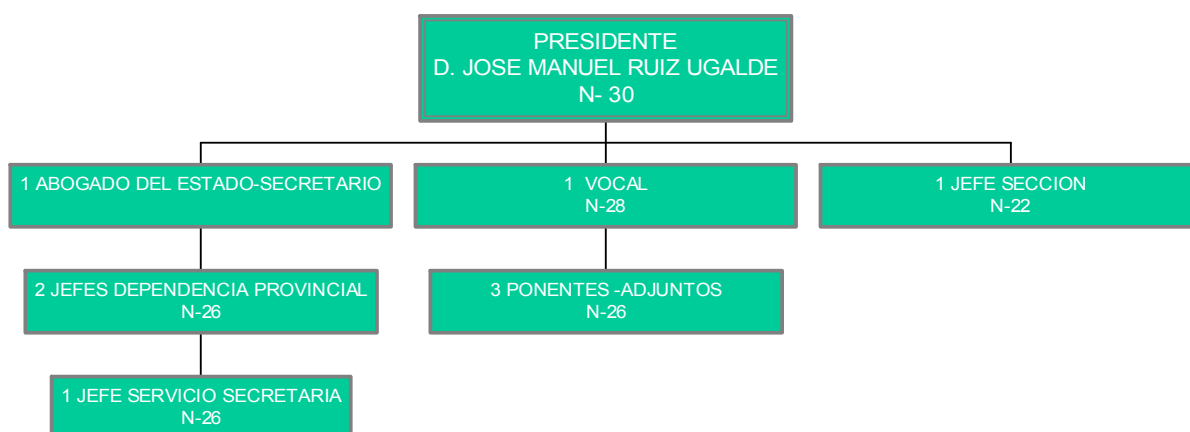 PRESIDENTE
D. JOSE MANUEL RUIZ UGALDE
N- 30
1 ABOGADO DEL ESTADO-SECRETARIO
1 VOCAL
N-28
1 JEFE SECCION
N-22
2 JEFES DEPENDENCIA PROVINCIAL
N-26
3 PONENTES -ADJUNTOS
N-26
1 JEFE SERVICIO SECRETARIA
N-26